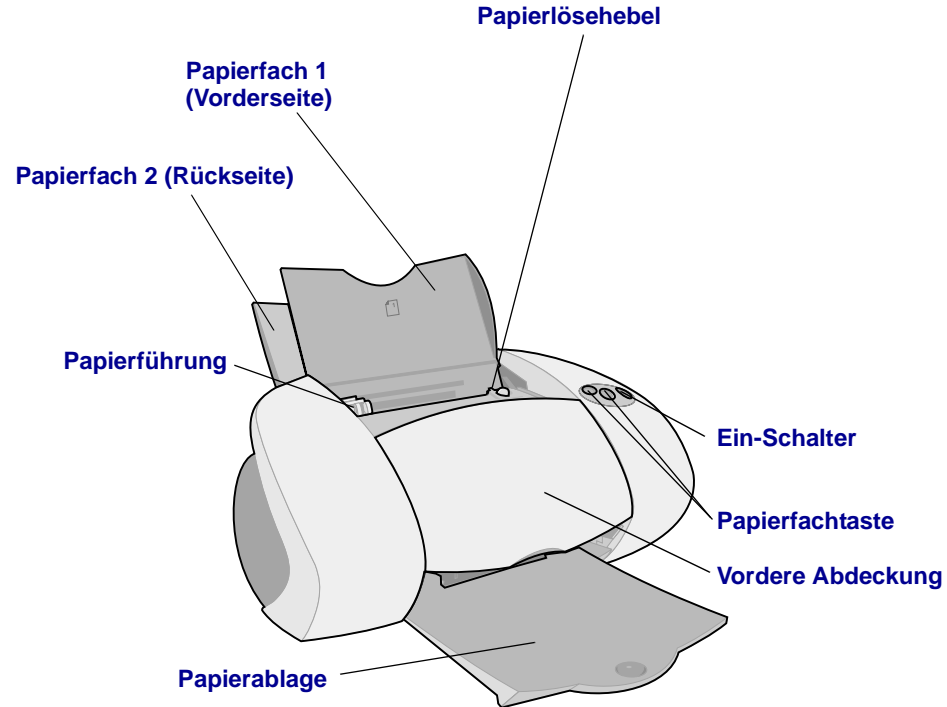 Papierlösehebel
Papierfach 1
(Vorderseite)
Papierfach 2 (Rückseite)
Papierführung
Ein-Schalter
Papierfachtaste
Vordere Abdeckung
Papierablage